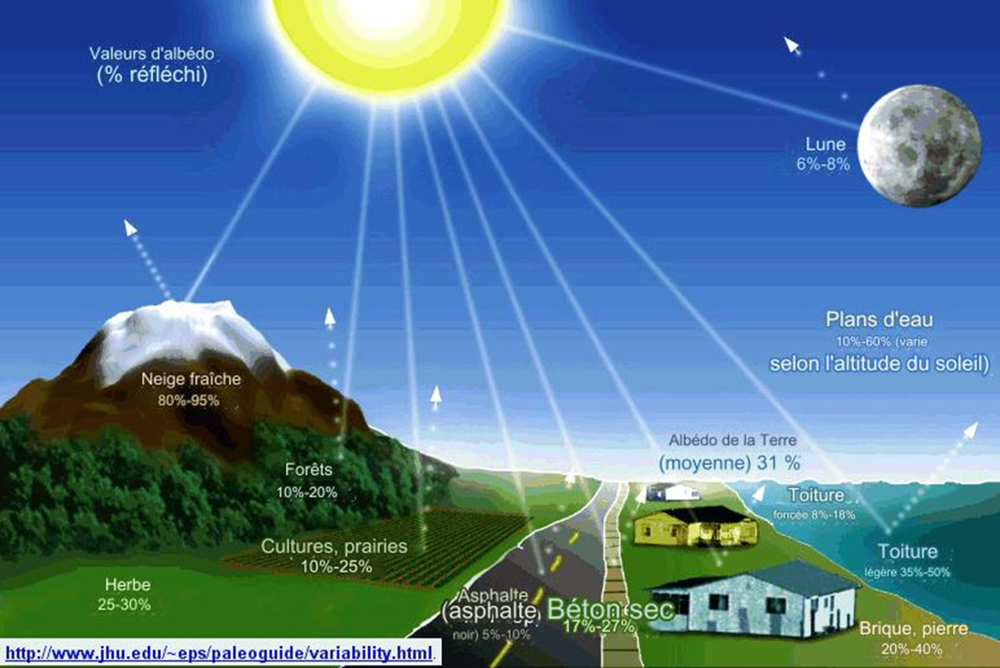 Valeurs d'albédo
(% réfléchi)
Lune
6%-8%
Plans d'eau
10%-60% (varie
selon l'altitude du soleil)
Neige fraîche
80%-95%
Albédo de la Terre
(moyenne) 31 %
Forêts
10%-20%
Toiture
foncée 8%-18%
Cultures, prairies
10%-25%
Toiture
légère 35%-50%
Herbe
25-30%
Asphalte
(asphalte,
noir) 5%-10%
Béton sec
17%-27%
Brique, pierre
20%-40%
http://www.jhu.edu/~eps/paleoguide/variability.html.